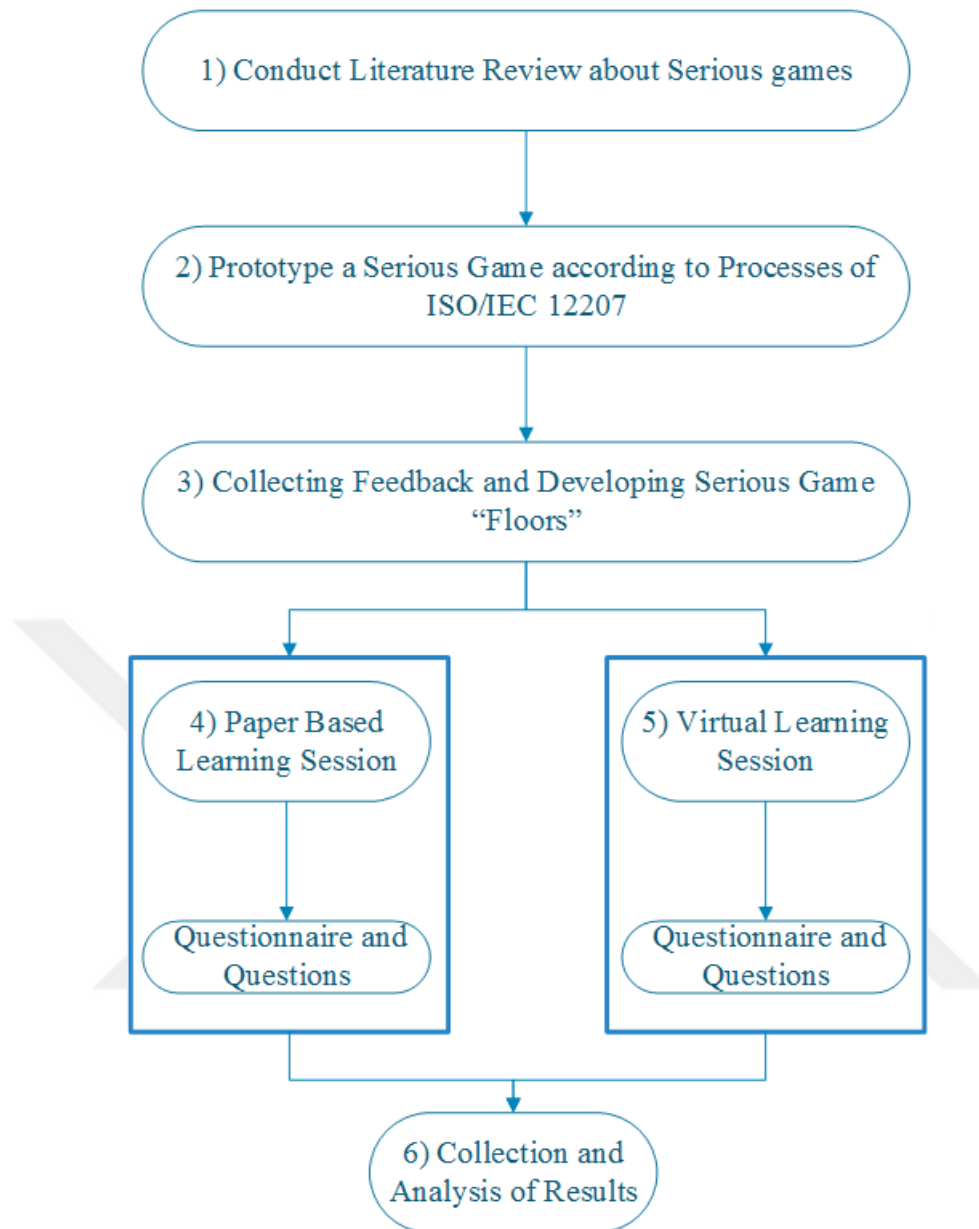 1) Conduct Literature Review about Serious games
2) Prototype a Serious Game according to Processes of
ISO/IEC 12207
3) Collecting Feedback and Developing Serious Game
“Floors”
4) Paper Based
Learning Session
5) Virtual Learning
Session
Questionnaire and
Questions
Questionnaire and
Questions
6) Collection and
Analysis of Results